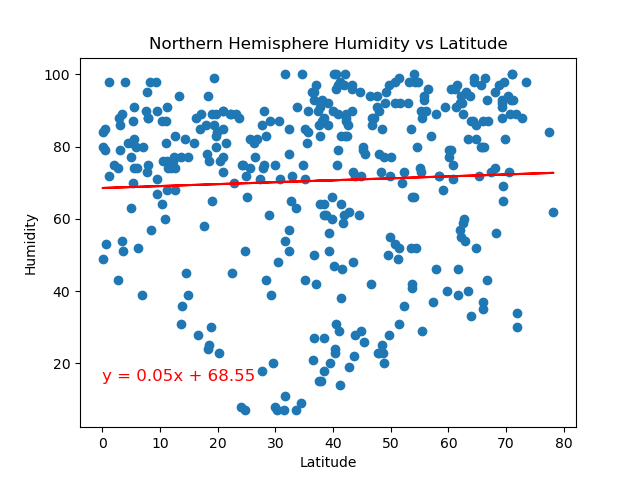 Northern Hemisphere Humidity vs Latitude
100
80
60
40
20
Humidity
y = 0.05x + 68.55
0 10 20 30 40 50 60 70 80
Latitude